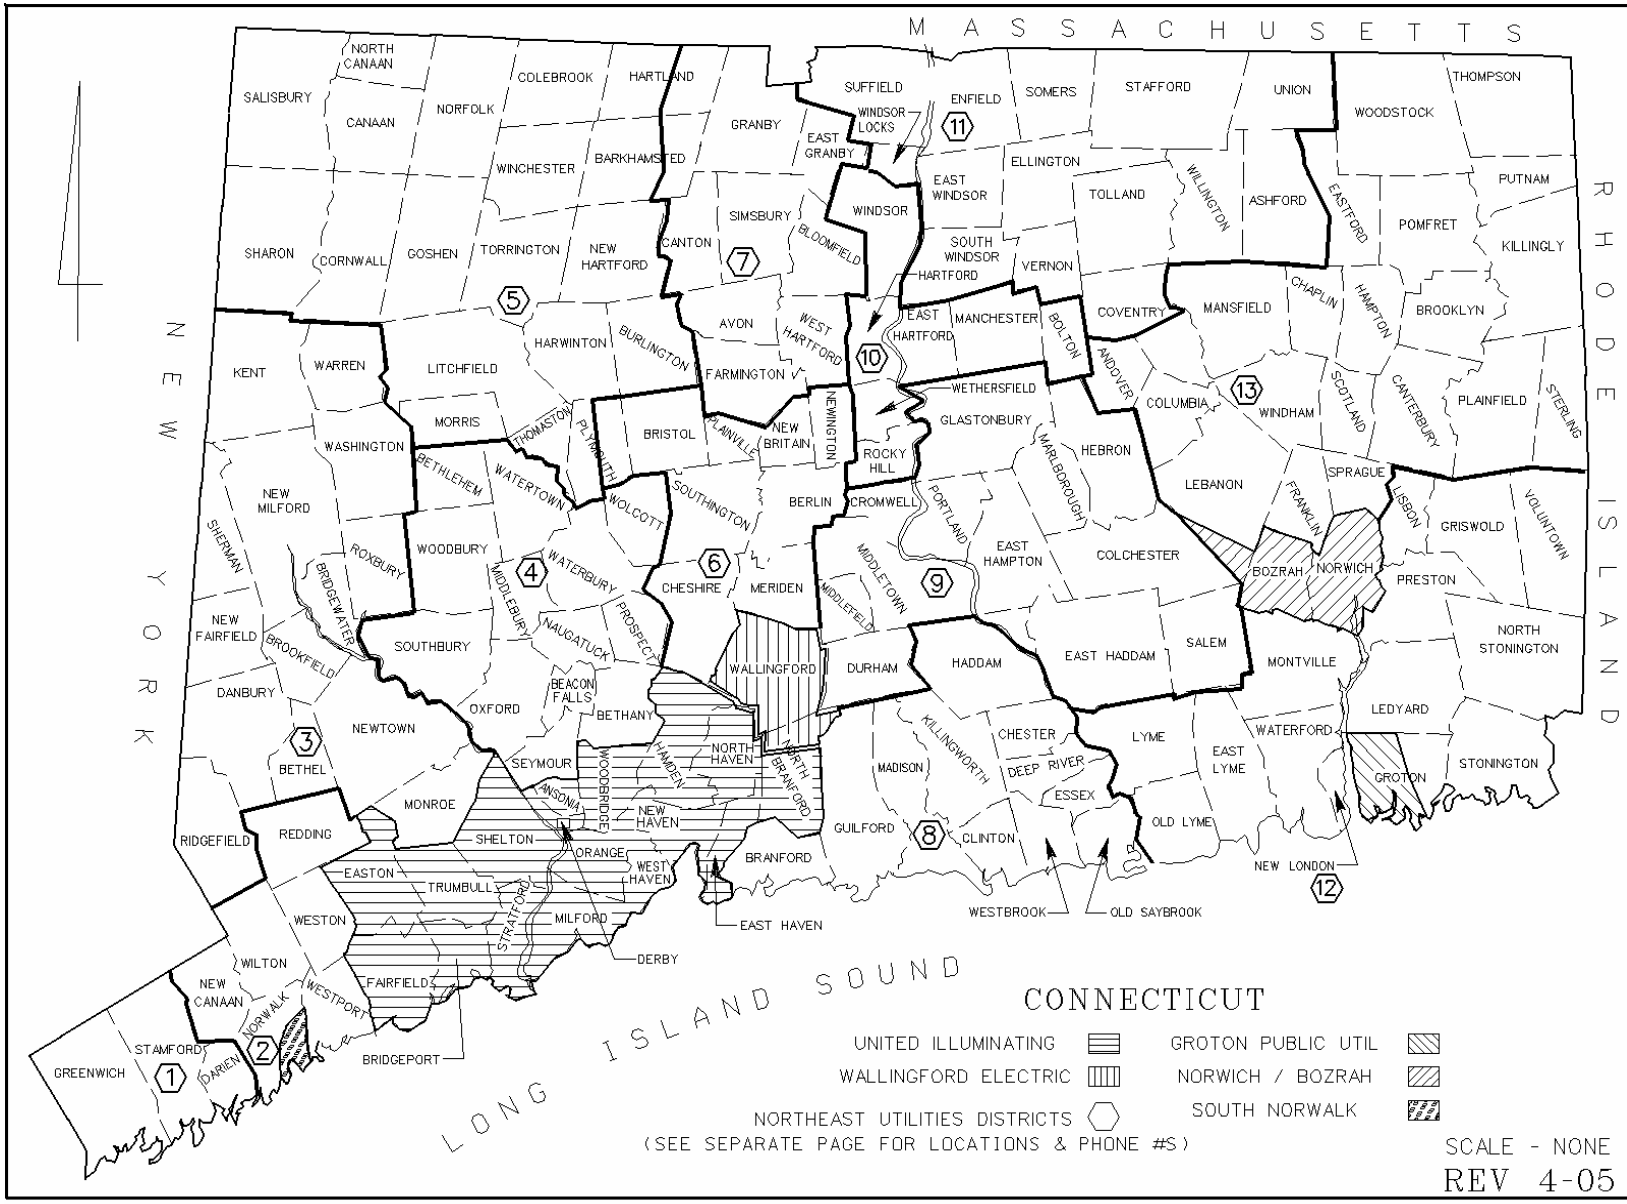 M A S S A C H U S E T T S
NORTH
CANAAN
COLEBROOK
HARTLAND
SALISBURY
NORFOLK
CANAAN
GRANBY
SUFFIELD
WINDSOR
LOCKS
ENFIELD
11
SOMERS
STAFFORD
UNION
WOODSTOCK
THOMPSON
EAST
GRANBY
WINCHESTER
BARKHAMSTED
ELLINGTON
EAST
WINDSOR
TOLLAND
WILLINGTON
ASHFORD
EASTFORD
PUTNAM
POMFRET
KILLINGLY
SHARON
CORNWALL
GOSHEN
TORRINGTON
NEW
HARTFORD
CANTON
SIMSBURY
7
BLOOMFIELD
WINDSOR
SOUTH
WINDSOR
VERNON
HARTFORD
5
COVENTRY
MANSFIELD
CHAPLIN
HAMPTON
BROOKLYN
R H O D E
I S L A N D
N E W
Y O R K
KENT
WARREN
LITCHFIELD
HARWINTON
BURLINGTON
AVON
WEST
HARTFORD
FARMINGTON
10
EAST
HARTFORD
MANCHESTER
BOLTON
ANDOVER
COLUMBIA
13
WINDHAM
SCOTLAND
CANTERBURY
PLAINFIELD
STERLING
MORRIS
THOMASTON
PLYMOUTH
BRISTOL
PLAINVILLE
NEW
BRITAIN
NEWINGTON
WETHERSFIELD
GLASTONBURY
ROCKY
HILL
MARLBOROUGH
HEBRON
LEBANON
SPRAGUE
FRANKLIN
LISBON
GRISWOLD
VOLUNTOWN
WASHINGTON
BETHLEHEM
WATERTOWN
WOLCOTT
SOUTHINGTON
BERLIN
CROMWELL
PORTLAND
NEW
MILFORD
SHERMAN
ROXBURY
BRIDGEWATER
WOODBURY
4
WATERBURY
MIDDLEBURY
6
CHESHIRE
MERIDEN
MIDDLETOWN
MIDDLEFIELD
9
EAST
HAMPTON
COLCHESTER
BOZRAH
NORWICH
PRESTON
NEW
FAIRFIELD
BROOKFIELD
DANBURY
SOUTHBURY
NAUGATUCK
PROSPECT
BEACON
FALLS
OXFORD
BETHANY
WALLINGFORD
DURHAM
HADDAM
EAST HADDAM
SALEM
MONTVILLE
NORTH
STONINGTON
LEDYARD
3
BETHEL
NEWTOWN
SEYMOUR
WOODBRIDGE
HAMDEN
NORTH
HAVEN
NORTH
BRANFORD
MADISON
KILLINGWORTH
CHESTER
DEEP RIVER
ESSEX
LYME
EAST
LYME
WATERFORD
GROTON
STONINGTON
RIDGEFIELD
REDDING
MONROE
ANSONIA
SHELTON
NEW
HAVEN
ORANGE
WEST
HAVEN
BRANFORD
GUILFORD
8
CLINTON
OLD LYME
NEW LONDON
12
EASTON
TRUMBULL
STRATFORD
MILFORD
EAST HAVEN
WESTBROOK
OLD SAYBROOK
WESTON
WILTON
FAIRFIELD
DERBY
NEW
CANAAN
NORWALK
WESTPORT
BRIDGEPORT
GREENWICH
STAMFORD
1
DARIEN
2
LONG ISLAND SOUND
CONNECTICUT
UNITED ILLUMINATING
GROTON PUBLIC UTIL
WALLINGFORD ELECTRIC
NORWICH / BOZRAH
NORTHEAST UTILITIES DISTRICTS
SOUTH NORWALK
(SEE SEPARATE PAGE FOR LOCATIONS & PHONE #S)
SCALE - NONE
REV 4-05